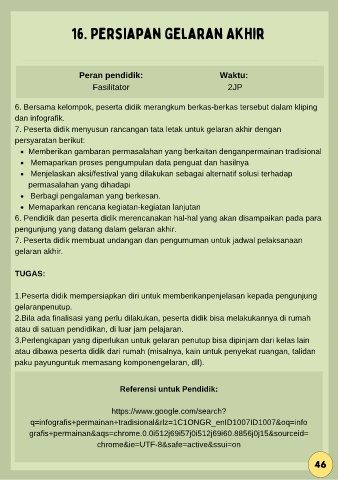 16. PERSIAPAN GELARAN AKHIR
Peran pendidik:
Fasilitator
Waktu:
2JP
6. Bersama kelompok, peserta didik merangkum berkas-berkas tersebut dalam kliping
dan infografis.
7. Peserta didik menyusun rancangan tata letak untuk gelaran akhir dengan
persyaratan berikut:
• Memberikan gambaran permasalahan yang berkaitan denganpermainan tradisional
• Memaparkan proses pengumpulan data penguat dan hasilnya
• Menjelaskan aksi/festival yang dilakukan sebagai alternatif solusi terhadap
permasalahan yang dihadapi
• Berbagi pengalaman yang berkesan.
• Memaparkan rencana kegiatan-kegiatan lanjutan
6. Pendidik dan peserta didik merencanakan hal-hal yang akan disampaikan pada para
pengunjung yang datang dalam gelaran akhir.
7. Peserta didik membuat undangan dan pengumuman untuk jadwal pelaksanaan
gelaran akhir.
TUGAS:
1.Peserta didik mempersiapkan diri untuk memberikanpenjelasan kepada pengunjung
gelaranpenutup.
2.Bila ada finalisasi yang perlu dilakukan, peserta didik bisa melakukannya di rumah
atau di satuan pendidikan, di luar jam pelajaran.
3.Perlengkapan yang diperlukan untuk gelaran penutup bisa dipinjam dari kelas lain
atau dibawa peserta didik dari rumah (misalnya, kain untuk penyekat ruangan, talidan
paku payunguntuk memasang komponengelaran, dll).
Referensi untuk Pendidik:
https://www.google.com/search?
q=infografis+permainan+tradisional&rlz=1C1ONGR_enID1007ID1007&oq=info
grafis+permainan&aqs=chrome.0.0i512j69i57j0i512j69i60.8856j0j15&sourceid=
chrome&ie=UTF-8&safe=active&ssui=on
46